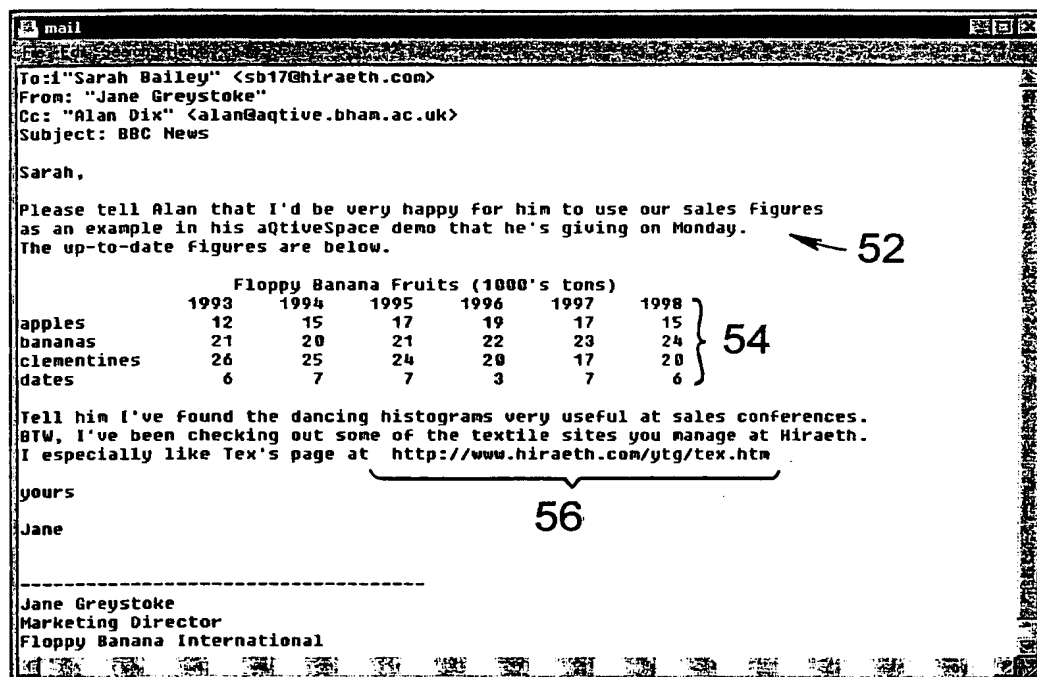 mail
To:i"Sarah Bailey" <sb17@hiraeth.com>
From: "Jane Greystoke"
Cc: "Alan Dix" <alan@aqtive.bham.ac.uk>
Subject: BBC News
Sarah,
Please tell Alan that I'd be very happy for him to use our sales figures
as an example in his aQtiveSpace demo that he's giving on Monday.
The up-to-date figures are below.
52
Floppy Banana Fruits (1000's tons)
1993 1994 1995 1996 1997 1998
apples 12 15 17 19 17 15
bananas 21 20 21 22 23 24
clementines 26 25 24 20 17 20
dates 6 7 7 3 7 6
54
Tell him I've found the dancing histograms very useful at sales conferences.
BTW, I've been checking out some of the textile sites you manage at Hiraeth.
I especially like Tex's page at http://www.hiraeth.com/ytg/tex.htm
56
yours
Jane
--------------------------------------
Jane Greystoke
Marketing Director
Floppy Banana International